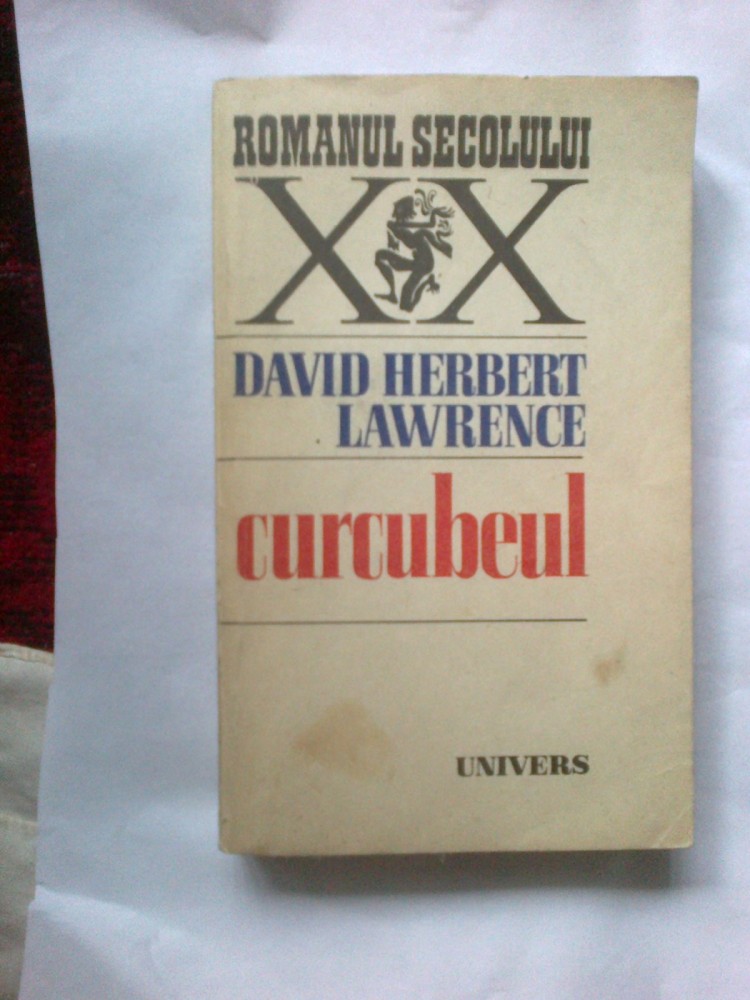 ROMANUL SECOLULUI
XX
DAVID HERBERT
LAWRENCE
curcubeul
UNIVERS